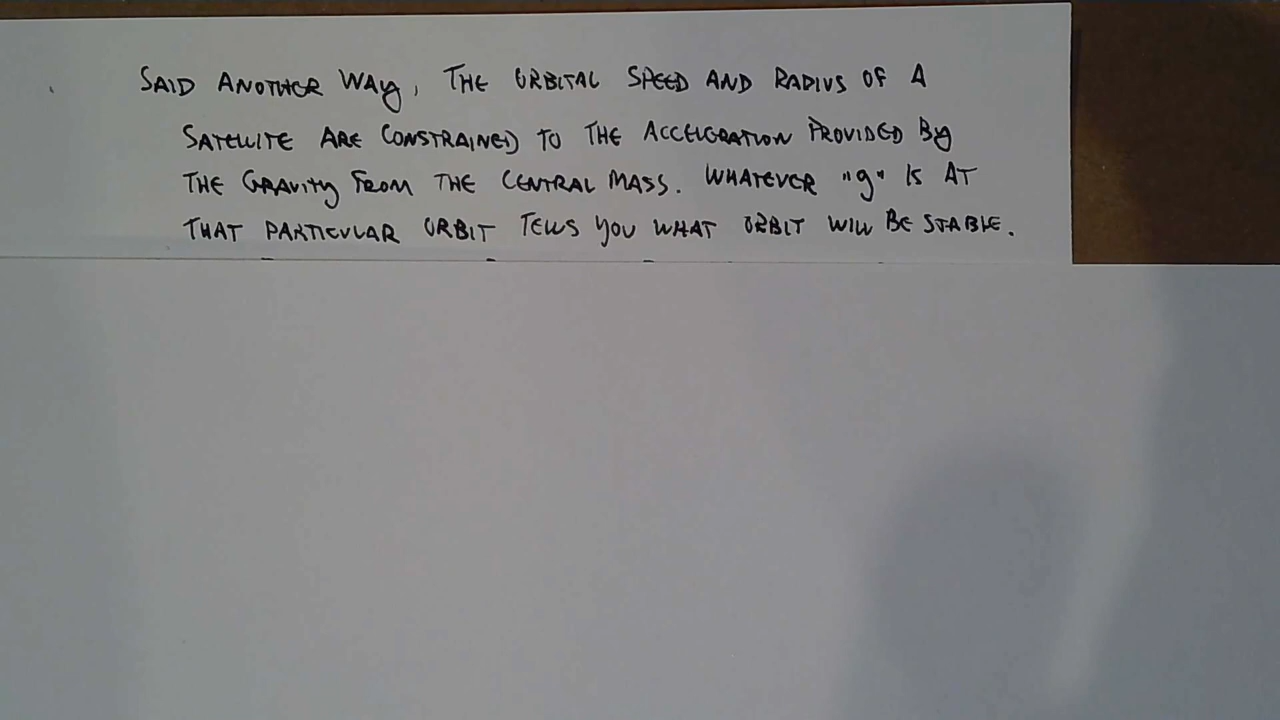 SAID ANOTHER WAY, THE ORBITAL SPEED AND RADIUS OF A
SATELLITE ARE CONSTRAINED TO THE ACCELERATION PROVIDED BY
THE GRAVITY FROM THE CENTRAL MASS. WHATEVER "g" IS AT
THAT PARTICULAR ORBIT TELLS YOU WHAT ORBIT WILL BE STABLE.